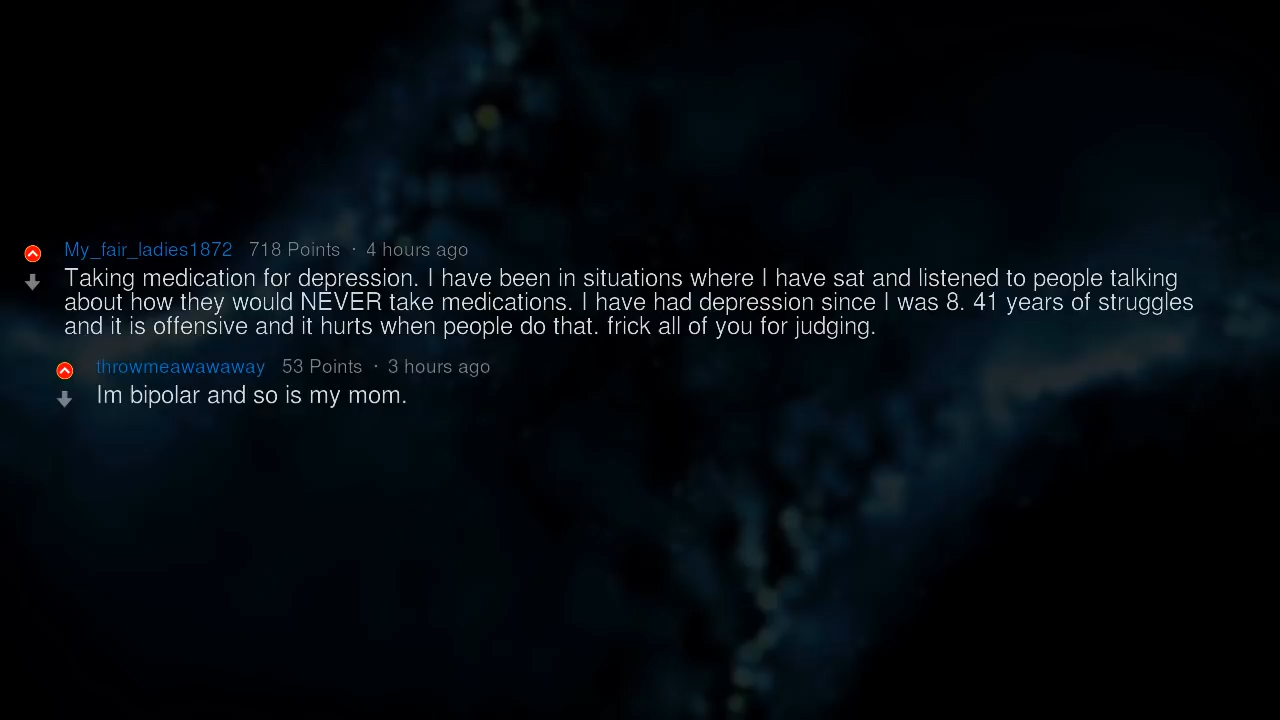 My_fair_ladies1872 718 Points · 4 hours ago
Taking medication for depression. I have been in situations where I have sat and listened to people talking
about how they would NEVER take medications. I have had depression since I was 8. 41 years of struggles
and it is offensive and it hurts when people do that. frick all of you for judging.
throwmeawawaway 53 Points · 3 hours ago
Im bipolar and so is my mom.